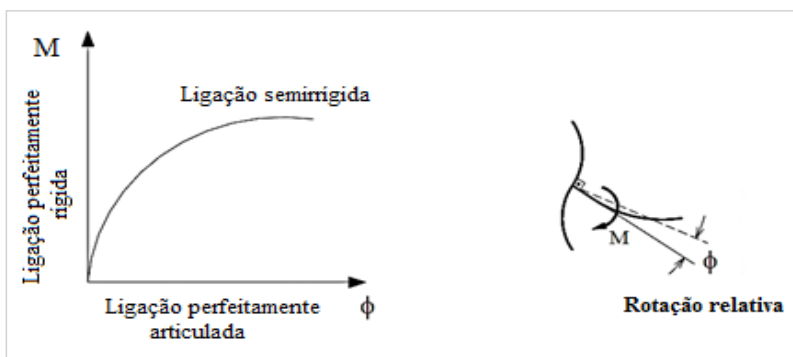 M
Ligação perfeitamente
rígida
Ligação semirrigida
Ligação perfeitamente
articulada
ϕ
M
ϕ
Rotação relativa